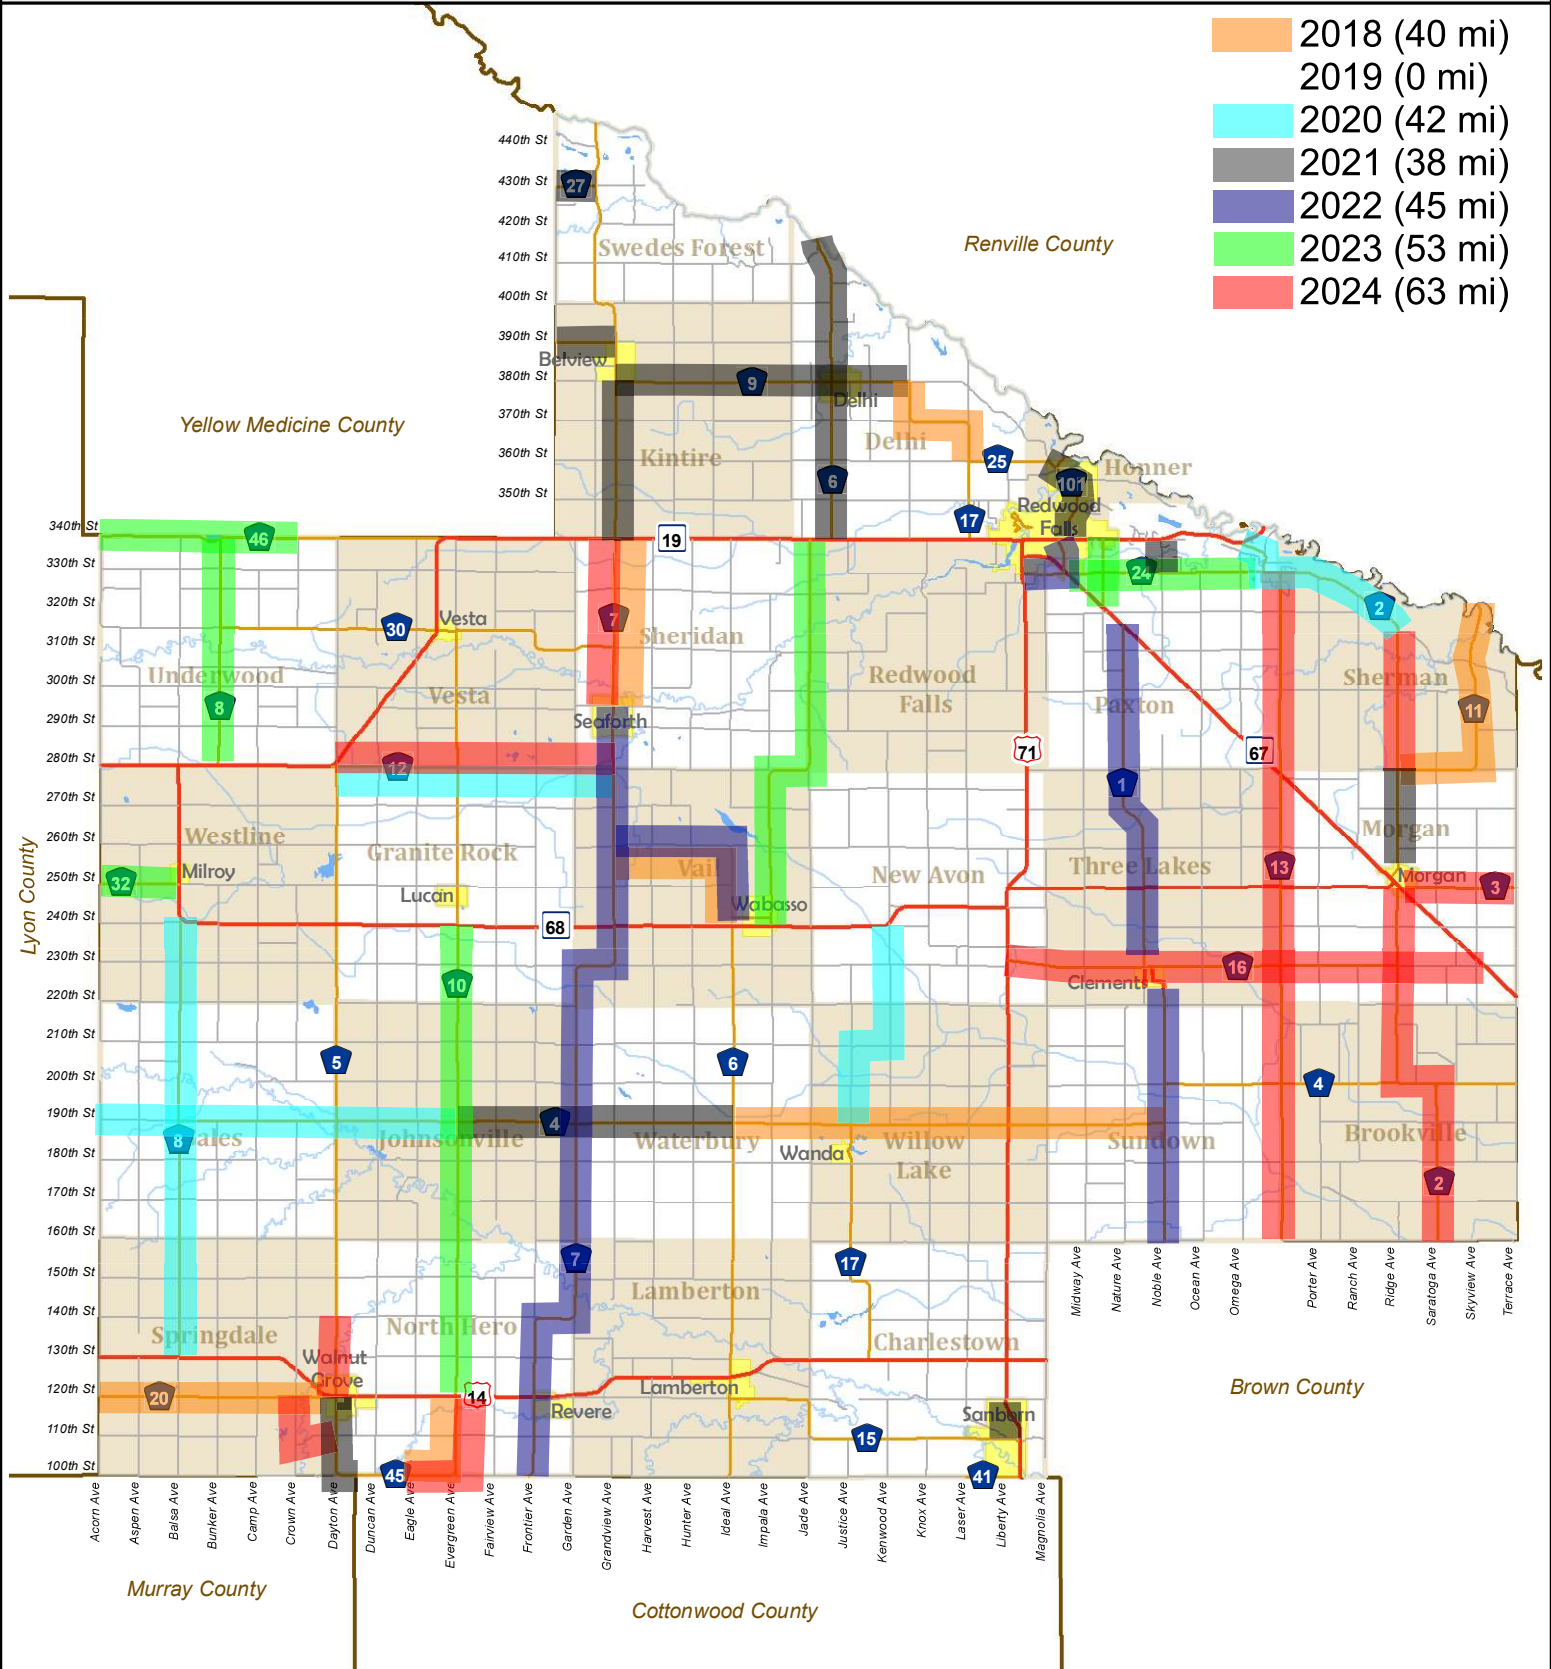 2018 (40 mi)
2019 (0 mi)
2020 (42 mi)
2021 (38 mi)
2022 (45 mi)
2023 (53 mi)
2024 (63 mi)
440th St
430th St
27
420th St
Swedes Forest
Renville County
410th St
400th St
390th St
Belview
380th St
9
Delhi
370th St
Yellow Medicine County
Delhi
360th St
Kintire
25
Honner
350th St
6
101
Redwood
Falls
17
340th St
46
19
330th St
24
320th St
30
Vesta
7
2
310th St
Sheridan
300th St
Underwood
Vesta
Redwood
Falls
Sherman
Paxton
290th St
8
Seaforth
11
280th St
12
71
67
270th St
1
260th St
Westline
Granite Rock
Morgan
Lyon County
250th St
32
Milroy
Vail
New Avon
Three Lakes
13
Morgan
3
240th St
Lucan
Wabasso
68
230th St
16
220th St
10
Clements
210th St
5
6
200th St
4
190th St
4
8
ales
Johnsonville
Waterbury
Willow
Lake
Sundown
Brookville
180th St
Wanda
170th St
2
160th St
7
17
150th St
Lamberton
140th St
Springdale
North Hero
Charlestown
130th St
Walnut
Grove
120th St
20
14
Lamberton
110th St
Revere
15
Sanborn
100th St
45
41
Midway Ave
Nature Ave
Noble Ave
Ocean Ave
Omega Ave
Porter Ave
Ranch Ave
Ridge Ave
Saratoga Ave
Skyview Ave
Terrace Ave
Brown County
Acorn Ave
Aspen Ave
Balsa Ave
Bunker Ave
Camp Ave
Crown Ave
Dayton Ave
Duncan Ave
Eagle Ave
Evergreen Ave
Fairview Ave
Frontier Ave
Garden Ave
Grandview Ave
Harvest Ave
Hunter Ave
Ideal Ave
Impala Ave
Jade Ave
Justice Ave
Kenwood Ave
Knox Ave
Laser Ave
Liberty Ave
Magnolia Ave
Murray County
Cottonwood County